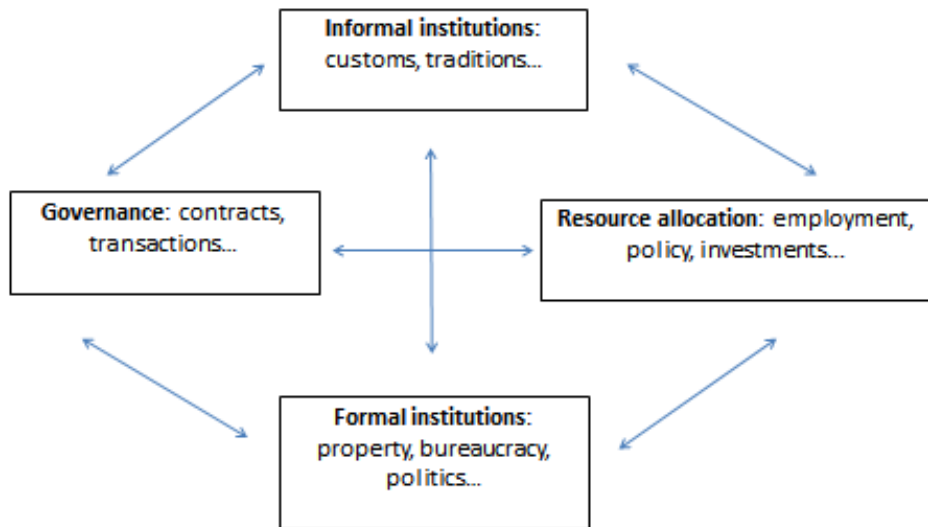 Informal institutions:
customs, traditions...
Governance: contracts,
transactions...
Resource allocation: employment,
policy, investments...
Formal institutions:
property, bureaucracy,
politics...